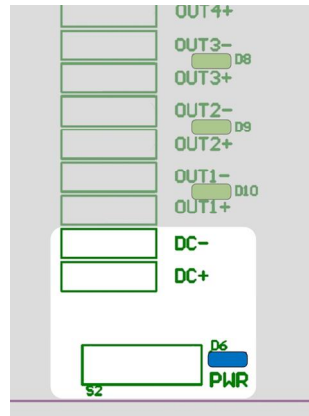 OUT4+
OUT3-
D8
OUT3+
OUT2-
D9
OUT2+
OUT1-
D10
OUT1+
DC-
DC+
D6
PWR
S2